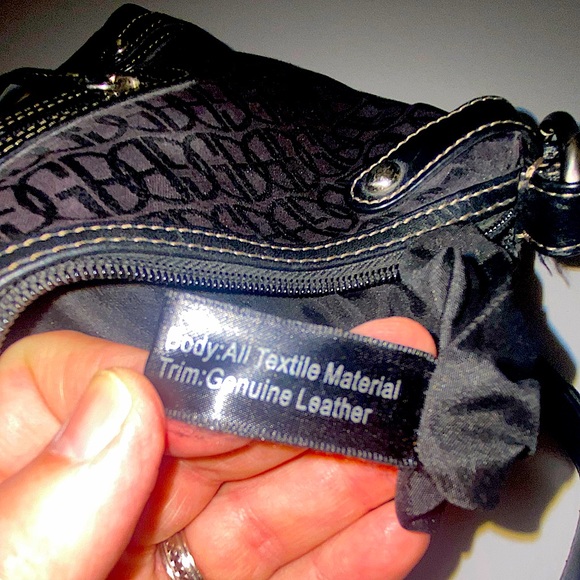 Body:All Textile Material
Trim:Genuine Leather